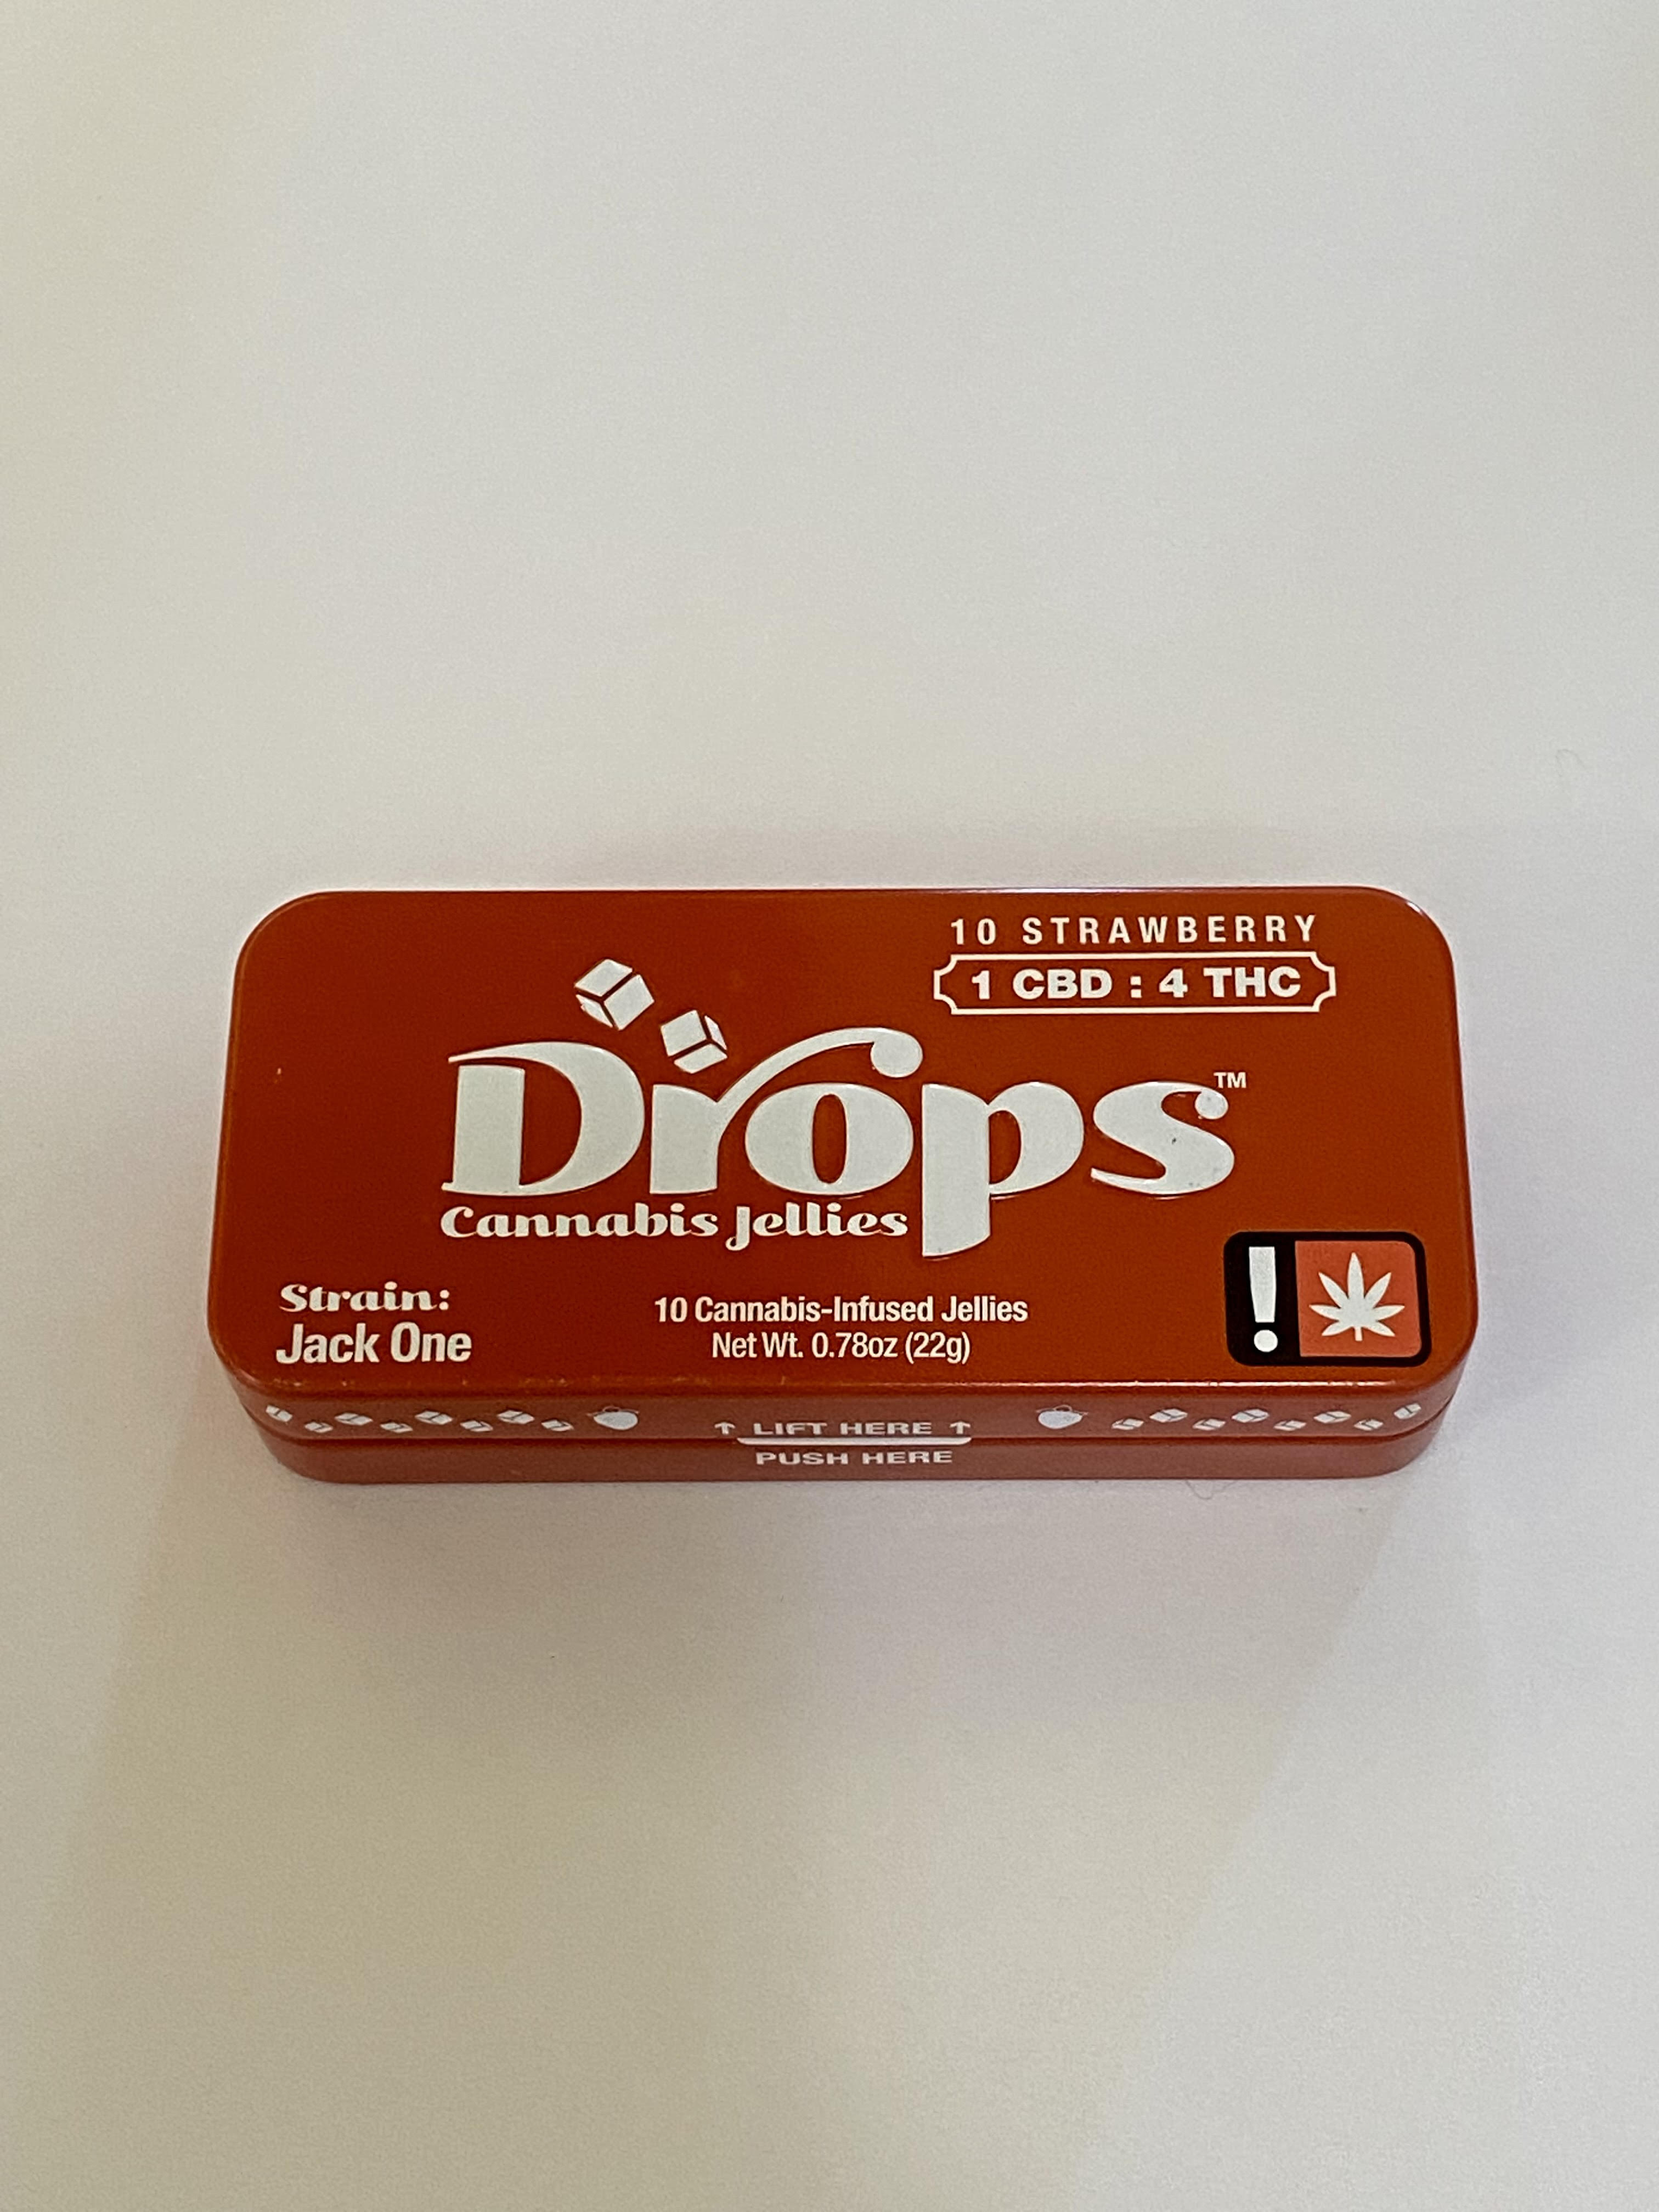 10 STRAWBERRY
1 CBD : 4 THC
Drops™
Cannabis Jellies
Strain:
Jack One
10 Cannabis-Infused Jellies
Net Wt. 0.78oz (22g)
!
↑ LIFT HERE ↑
PUSH HERE